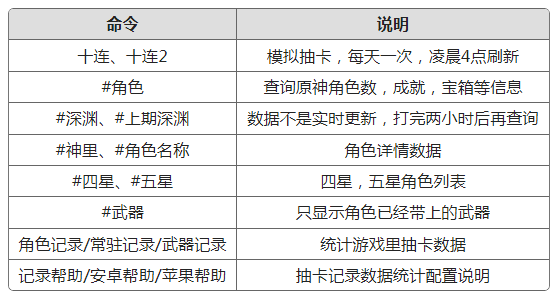 命令 说明
十连、十连2 模拟抽卡，每天一次，凌晨4点刷新
#角色 查询原神角色数，成就，宝箱等信息
#深渊、#上期深渊 数据不是实时更新，打完两小时后再查询
#神里、#角色名称 角色详情数据
#四星、#五星 四星，五星角色列表
#武器 只显示角色已经带上的武器
角色记录/常驻记录/武器记录 统计游戏里抽卡数据
记录帮助/安卓帮助/苹果帮助 抽卡记录数据统计配置说明